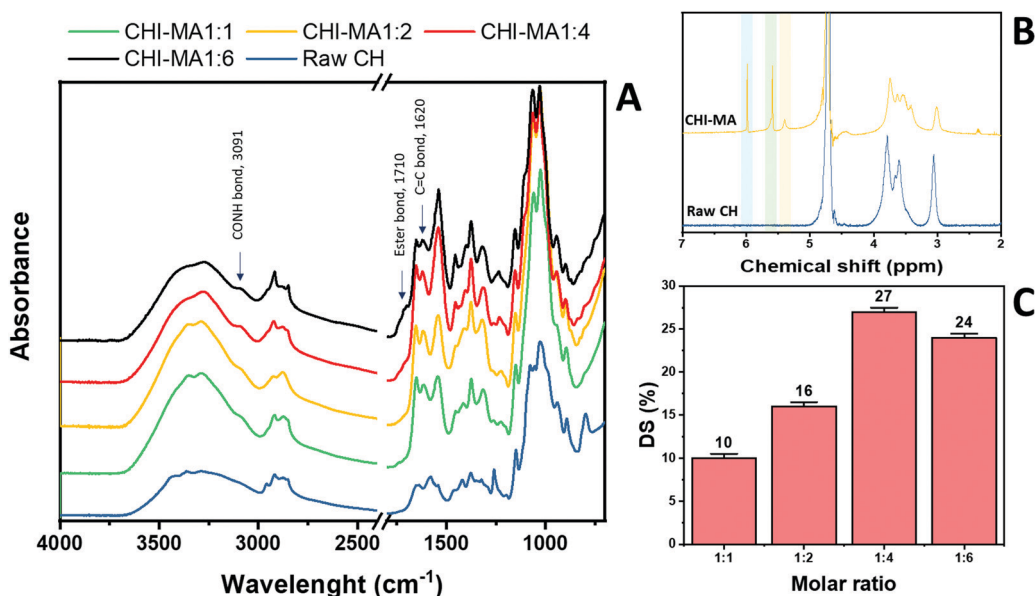 CHI-MA1:1 CHI-MA1:2 CHI-MA1:4
CHI-MA1:6 Raw CH
A
Absorbance
CONH bond, 3091
Ester bond, 1710
C=C bond, 1620
4000 3500 3000 2500 1500 1000
Wavelenght (cm⁻¹)
B
CHI-MA
Raw CH
7 6 5 4 3 2
Chemical shift (ppm)
C
DS (%)
30
25
20
15
10
5
0
10 16 27 24
1:1 1:2 1:4 1:6
Molar ratio